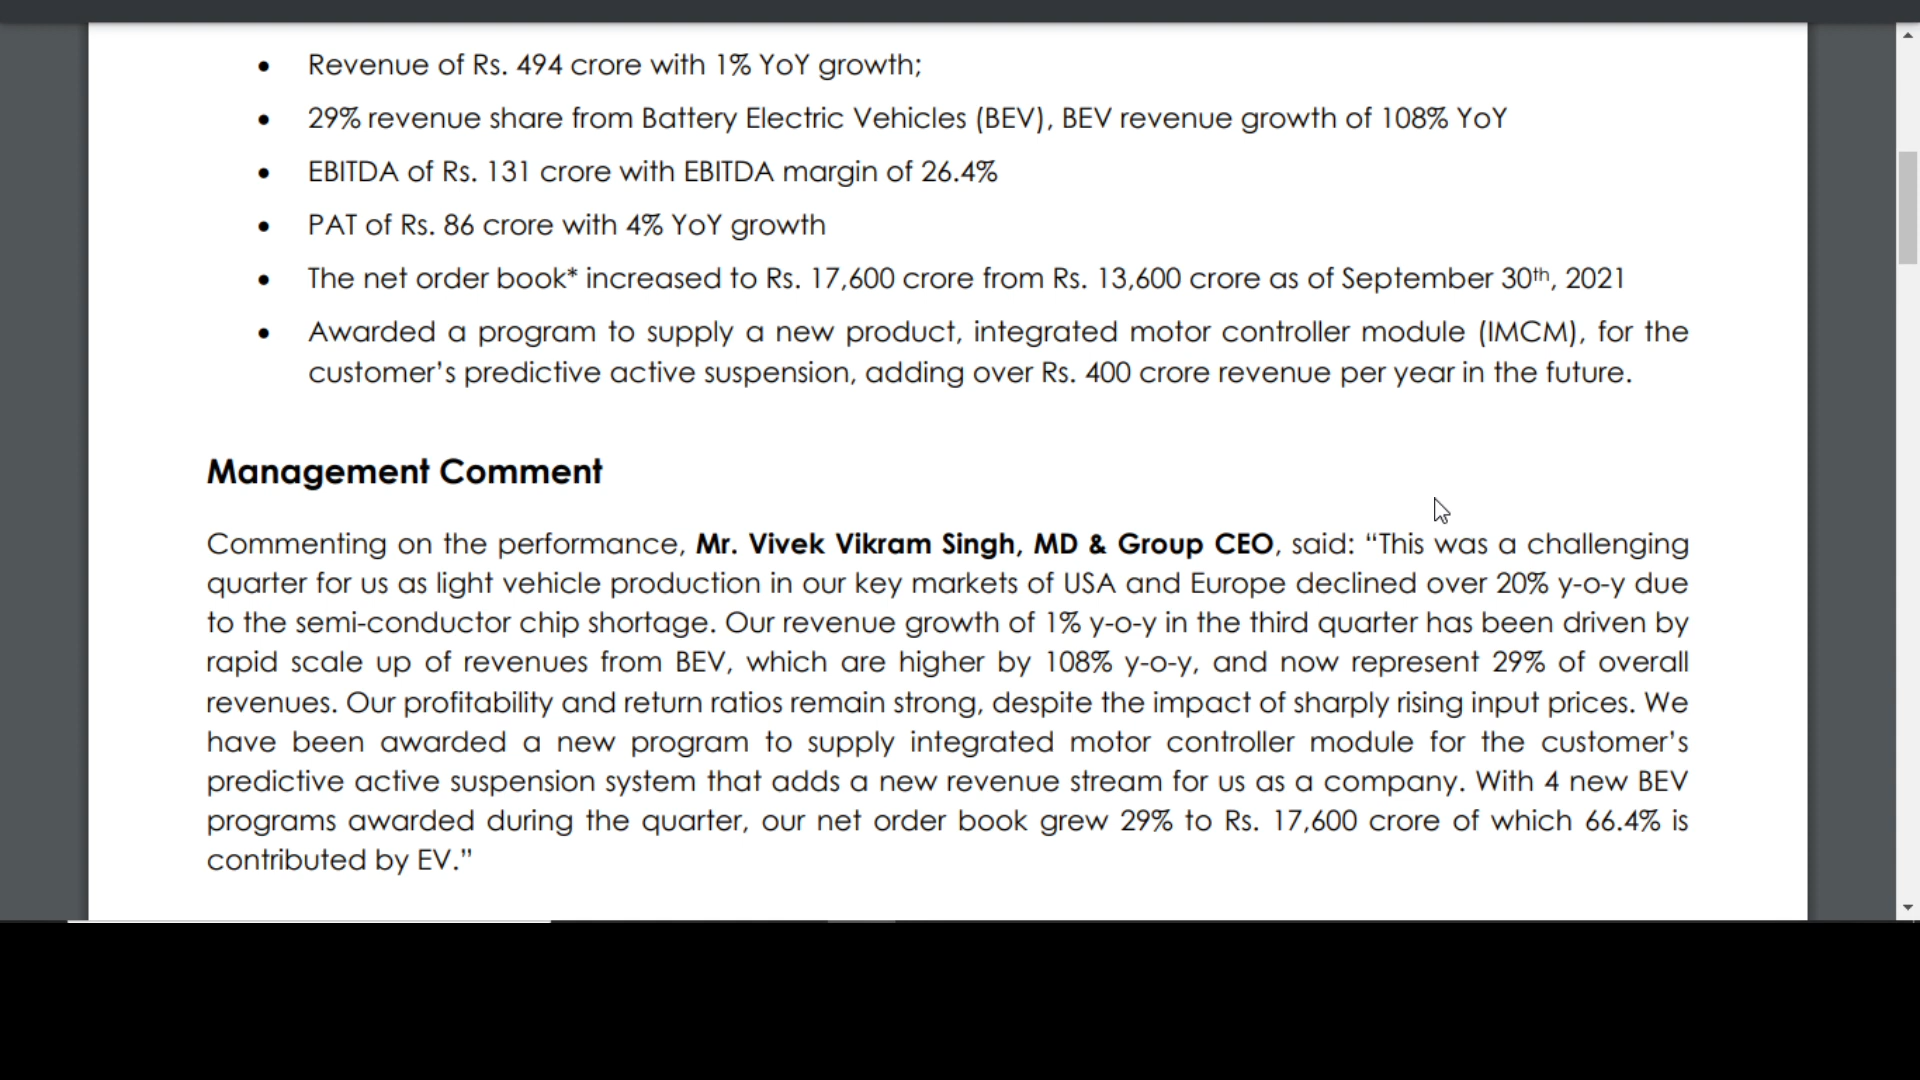 • Revenue of Rs. 494 crore with 1% YoY growth;
• 29% revenue share from Battery Electric Vehicles (BEV), BEV revenue growth of 108% YoY
• EBITDA of Rs. 131 crore with EBITDA margin of 26.4%
• PAT of Rs. 86 crore with 4% YoY growth
• The net order book* increased to Rs. 17,600 crore from Rs. 13,600 crore as of September 30th, 2021
• Awarded a program to supply a new product, integrated motor controller module (IMCM), for the
customer’s predictive active suspension, adding over Rs. 400 crore revenue per year in the future.
Management Comment
Commenting on the performance, Mr. Vivek Vikram Singh, MD & Group CEO, said: “This was a challenging
quarter for us as light vehicle production in our key markets of USA and Europe declined over 20% y-o-y due
to the semi-conductor chip shortage. Our revenue growth of 1% y-o-y in the third quarter has been driven by
rapid scale up of revenues from BEV, which are higher by 108% y-o-y, and now represent 29% of overall
revenues. Our profitability and return ratios remain strong, despite the impact of sharply rising input prices. We
have been awarded a new program to supply integrated motor controller module for the customer’s
predictive active suspension system that adds a new revenue stream for us as a company. With 4 new BEV
programs awarded during the quarter, our net order book grew 29% to Rs. 17,600 crore of which 66.4% is
contributed by EV.”